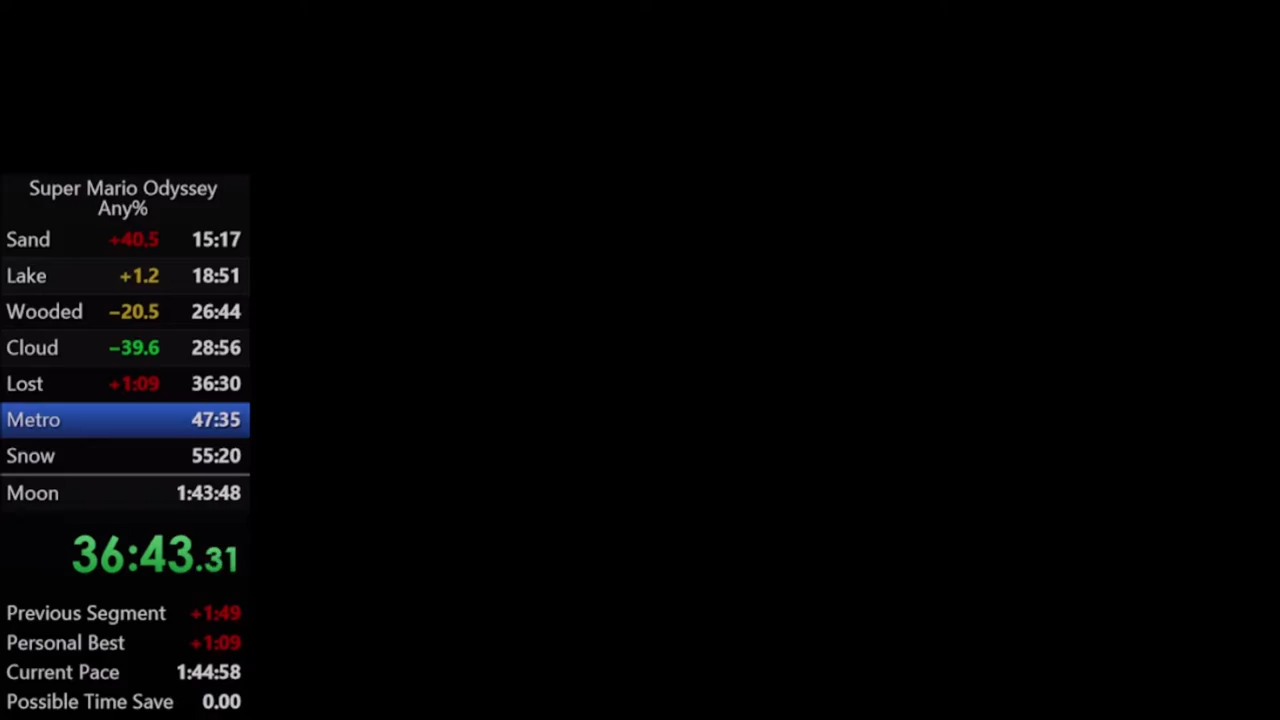 Super Mario Odyssey
Any%
Sand +40.5 15:17
Lake +1.2 18:51
Wooded −20.5 26:44
Cloud −39.6 28:56
Lost +1:09 36:30
Metro 47:35
Snow 55:20
Moon 1:43:48
36:43.31
Previous Segment +1:49
Personal Best +1:09
Current Pace 1:44:58
Possible Time Save 0.00